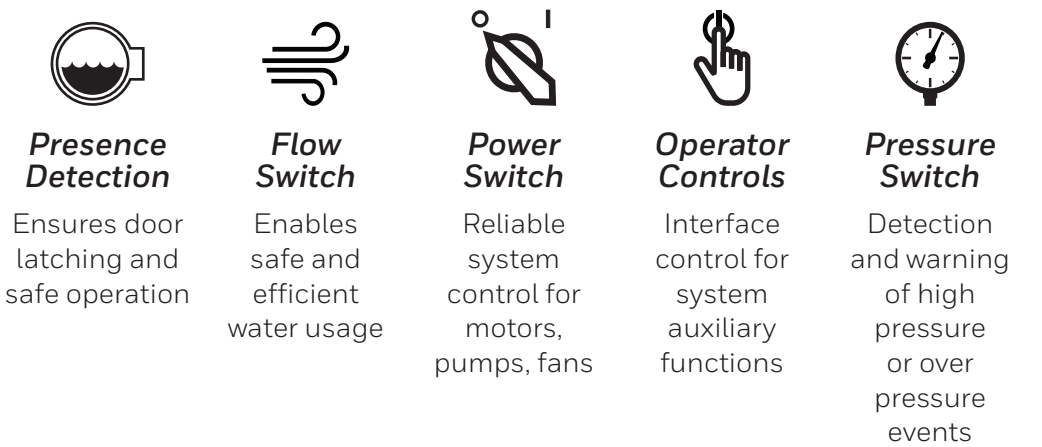 Presence
Detection
Ensures door
latching and
safe operation
Flow
Switch
Enables
safe and
efficient
water usage
O I
Power
Switch
Reliable
system
control for
motors,
pumps, fans
Operator
Controls
Interface
control for
system
auxiliary
functions
Pressure
Switch
Detection
and warning
of high
pressure
or over
pressure
events